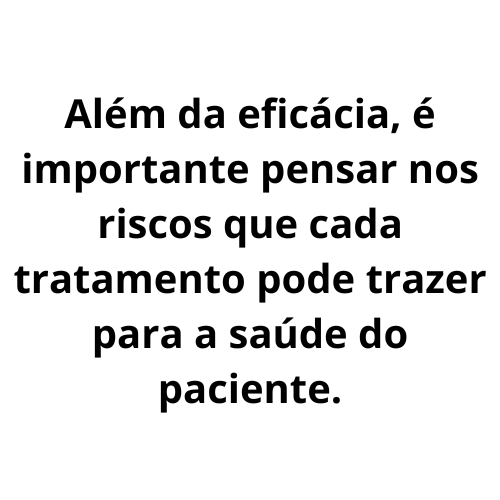 Além da eficácia, é
importante pensar nos
riscos que cada
tratamento pode trazer
para a saúde do
paciente.